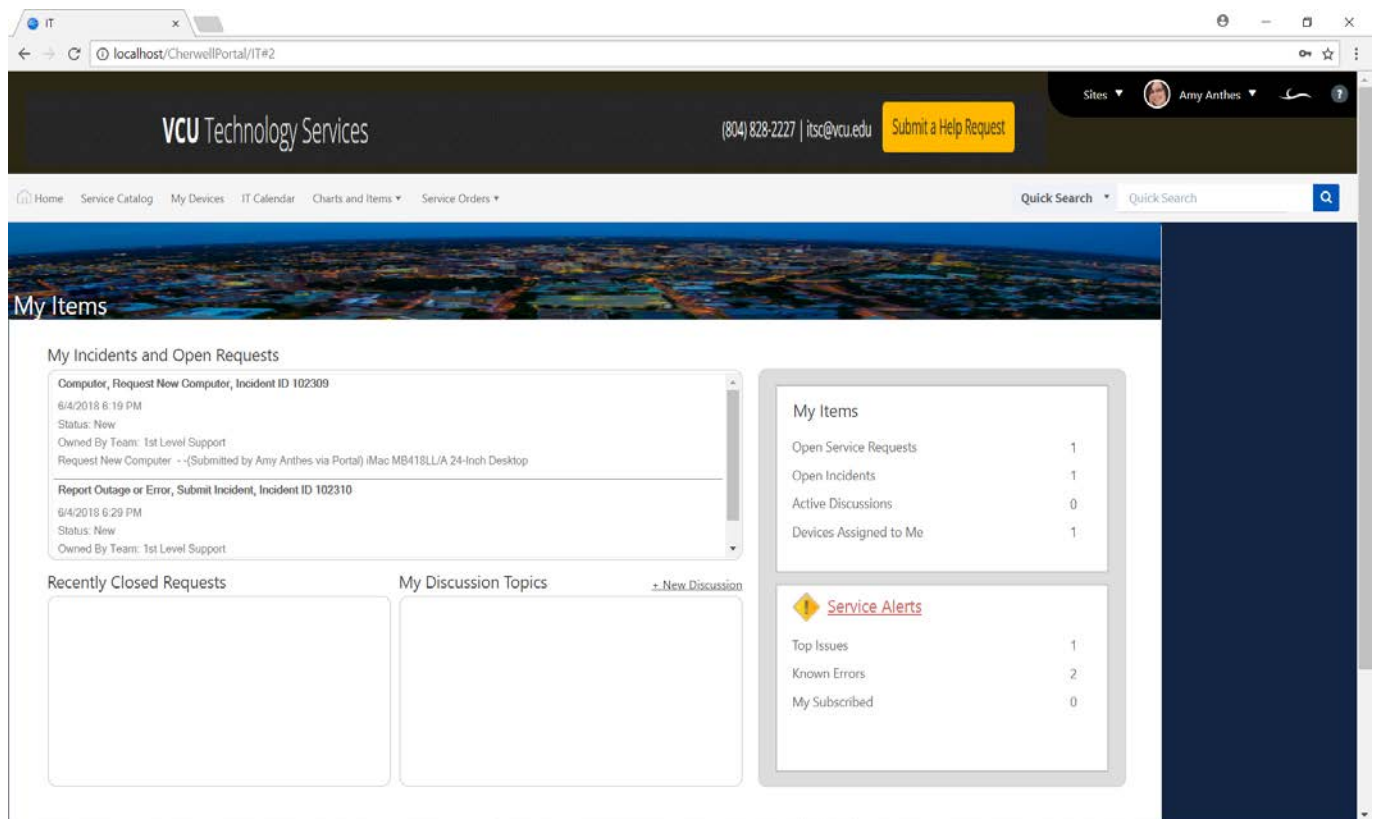 IT
localhost/CherwellPortal/IT#2
Sites
Amy Anthes
VCU Technology Services
(804) 828-2227 | itsc@vcu.edu
Submit a Help Request
Home Service Catalog My Devices IT Calendar Charts and Items Service Orders
Quick Search Quick Search
My Items
My Incidents and Open Requests
Computer, Request New Computer, Incident ID 102309
6/4/2018 6:19 PM
Status: New
Owned By Team: 1st Level Support
Request New Computer - -(Submitted by Amy Anthes via Portal) iMac MB418LL/A 24-Inch Desktop
Report Outage or Error, Submit Incident, Incident ID 102310
6/4/2018 6:29 PM
Status: New
Owned By Team: 1st Level Support
Recently Closed Requests
My Discussion Topics
+ New Discussion
My Items
Open Service Requests 1
Open Incidents 1
Active Discussions 0
Devices Assigned to Me 1
Service Alerts
Top Issues 1
Known Errors 2
My Subscribed 0